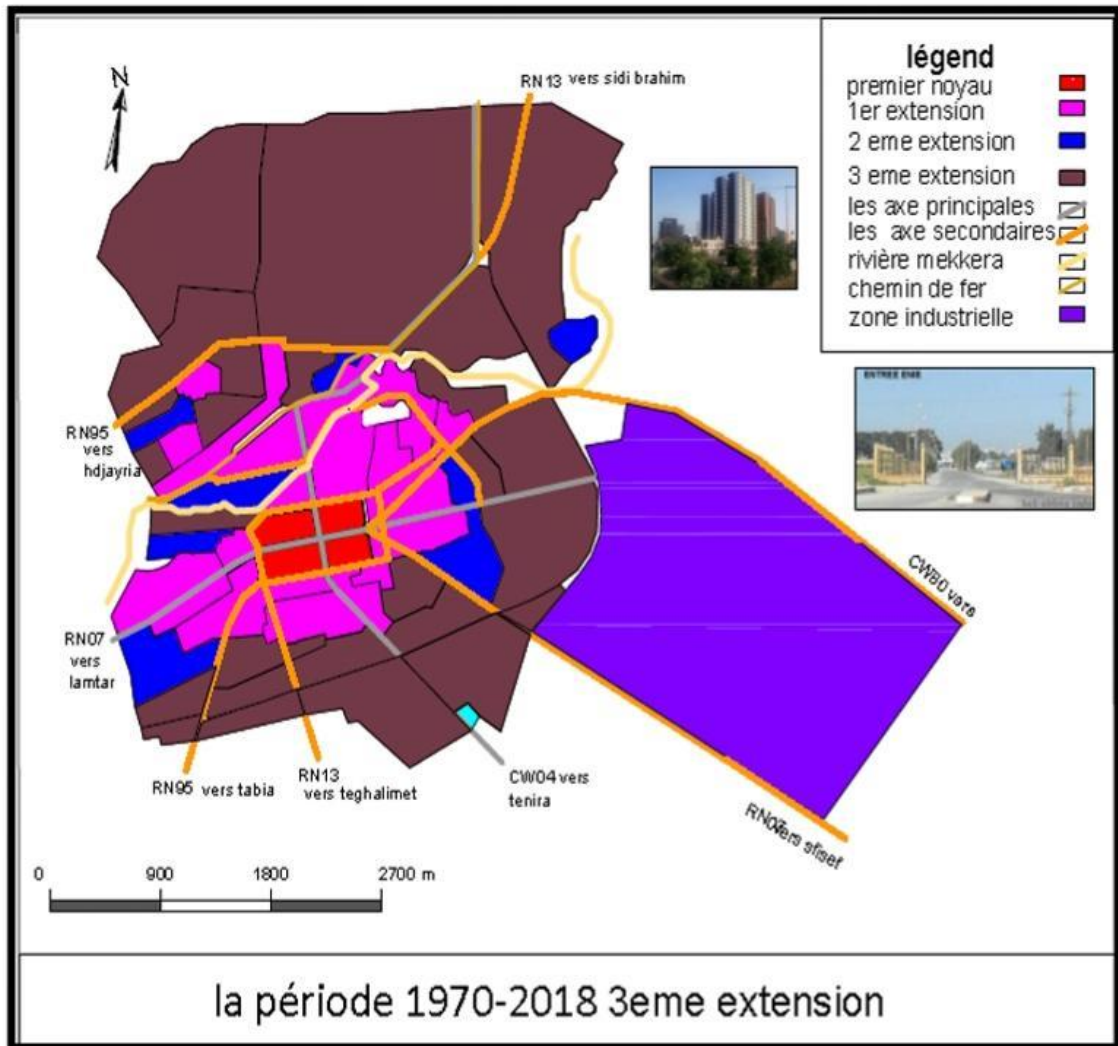 légend
premier noyau
1er extension
2 eme extension
3 eme extension
les axe principales
les axe secondaires
rivière mekkera
chemin de fer
zone industrielle
N
RN13 vers sidi brahim
ENTREE
RN95
vers
hdjayria
CW80 vers
RN07
vers
lamtar
RN95 vers tabia
RN13
vers teghalimet
CW04 vers
tenira
RN07
vers sfisef
0 900 1800 2700 m
la période 1970-2018 3eme extension